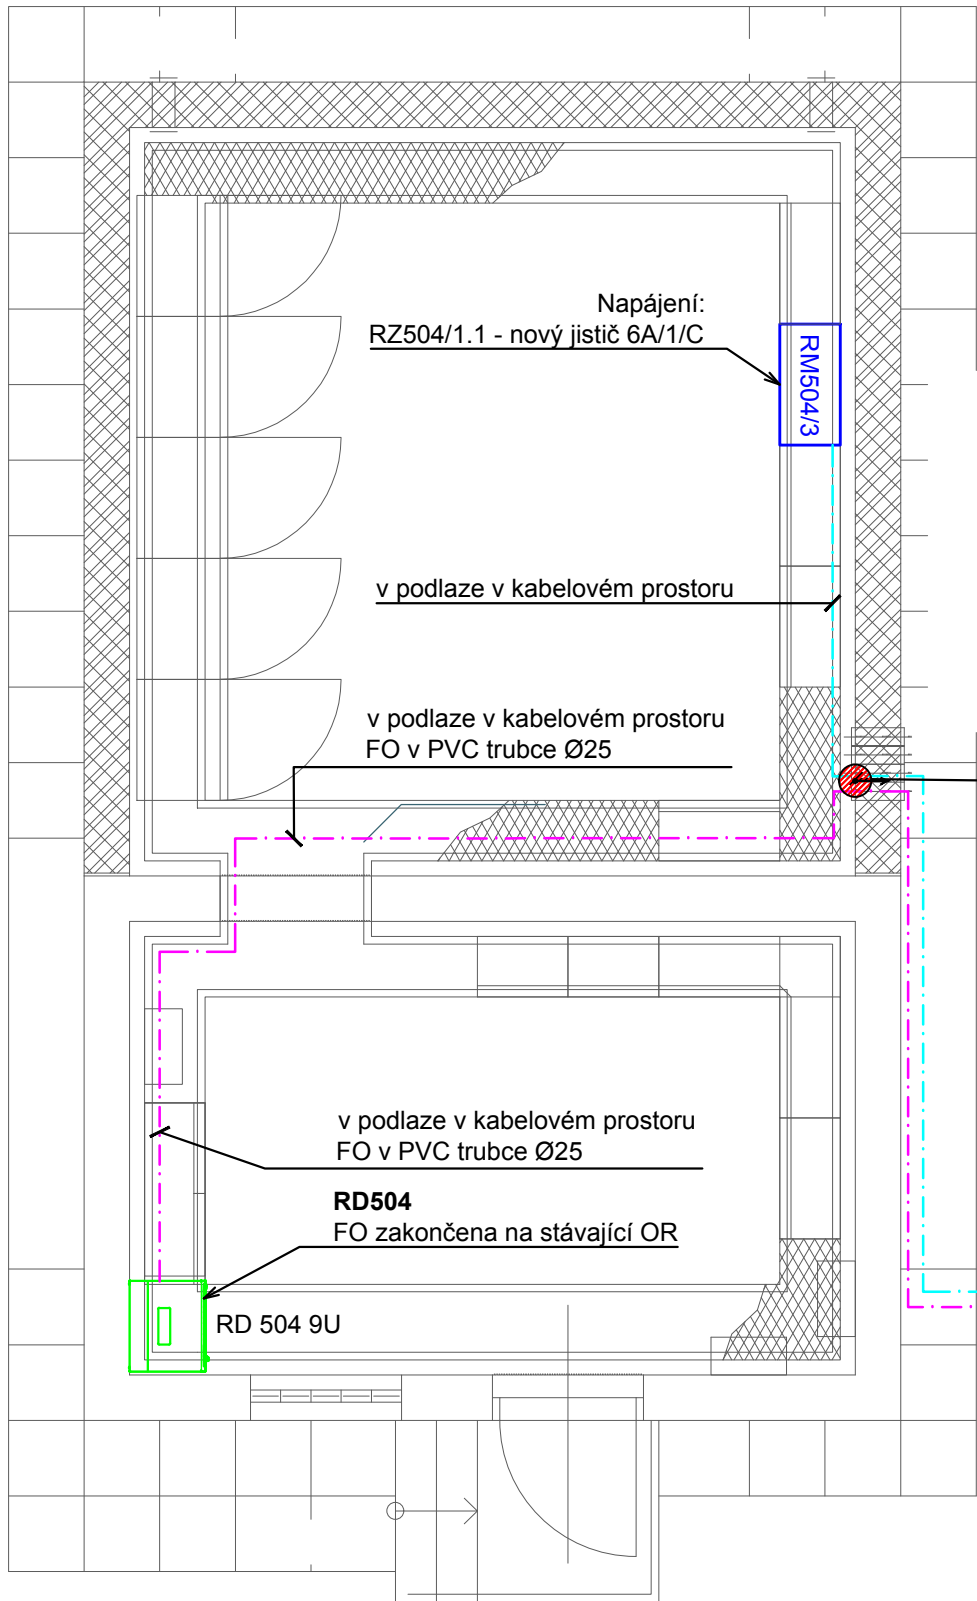 Napájení:
RZ504/1.1 - nový jistič 6A/1/C
RM504/3
v podlaze v kabelovém prostoru
v podlaze v kabelovém prostoru
FO v PVC trubce Ø25
v podlaze v kabelovém prostoru
FO v PVC trubce Ø25
RD504
FO zakončena na stávající OR
RD 504 9U